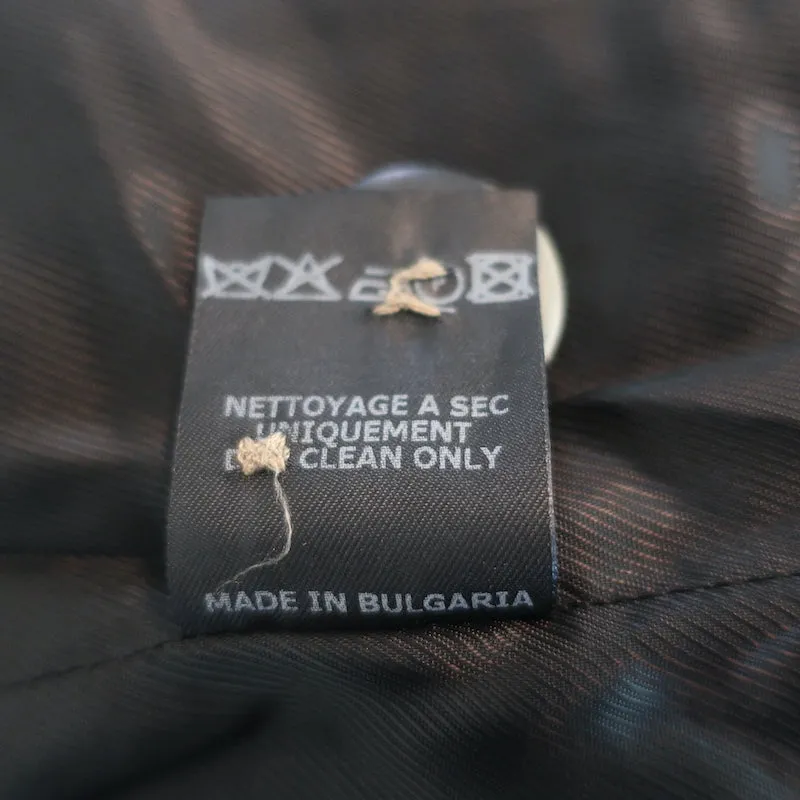 NETTOYAGE A SEC
UNIQUEMENT
CLEAN ONLY
MADE IN BULGARIA